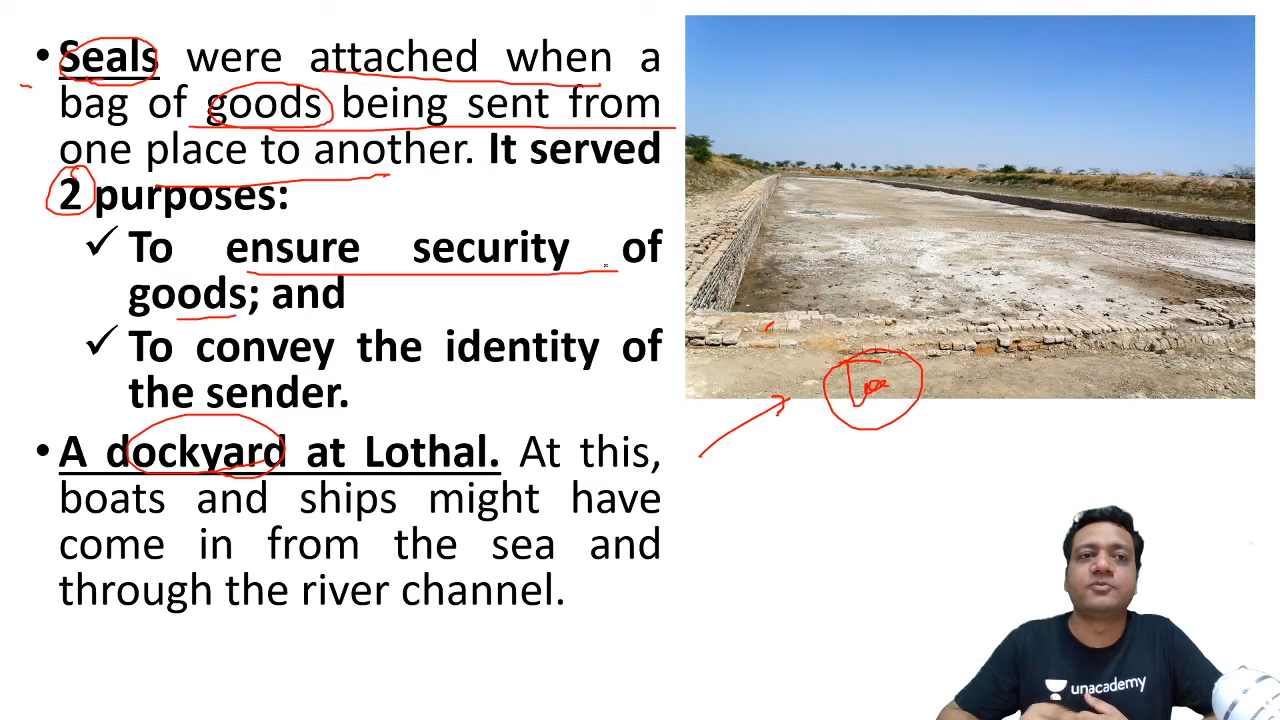 • Seals were attached when a
bag of goods being sent from
one place to another. It served
2 purposes:
✓ To ensure security of
goods; and
✓ To convey the identity of
the sender.
• A dockyard at Lothal. At this,
boats and ships might have
come in from the sea and
through the river channel.
unacademy